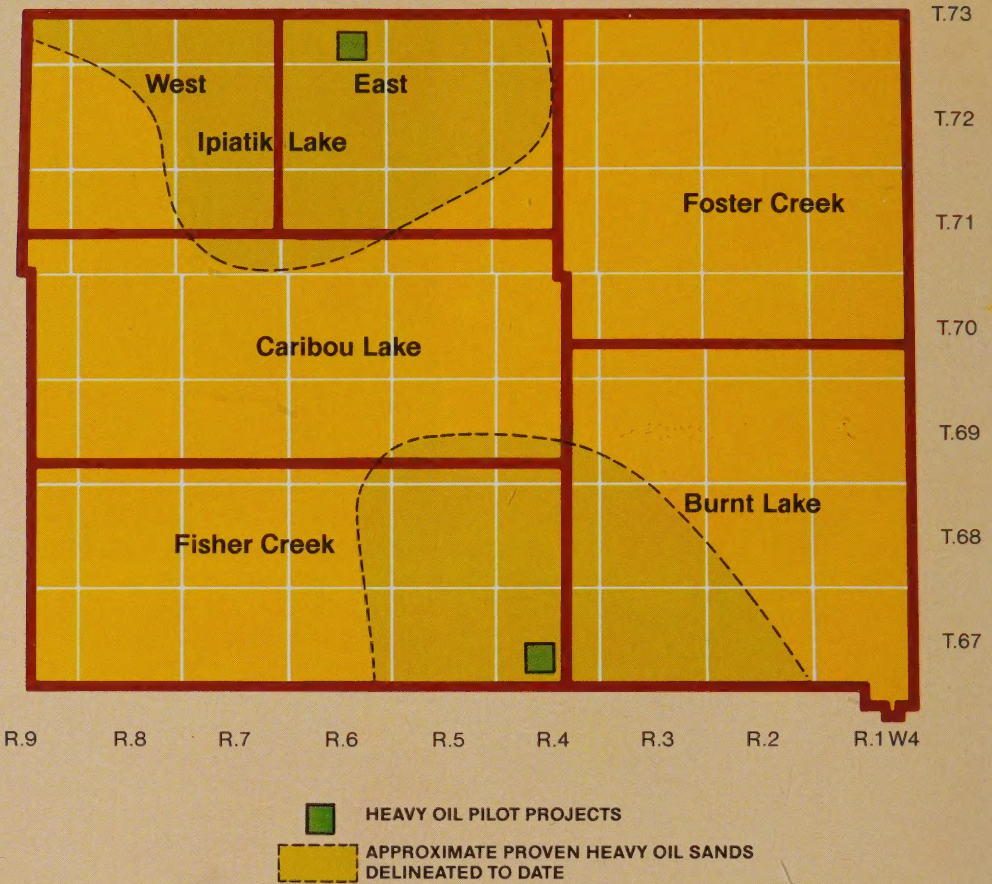 T.73
West
East
T.72
Ipiatik Lake
Foster Creek
T.71
T.70
Caribou Lake
T.69
Burnt Lake
T.68
Fisher Creek
T.67
R.9 R.8 R.7 R.6 R.5 R.4 R.3 R.2 R.1 W4
HEAVY OIL PILOT PROJECTS
APPROXIMATE PROVEN HEAVY OIL SANDS
DELINEATED TO DATE